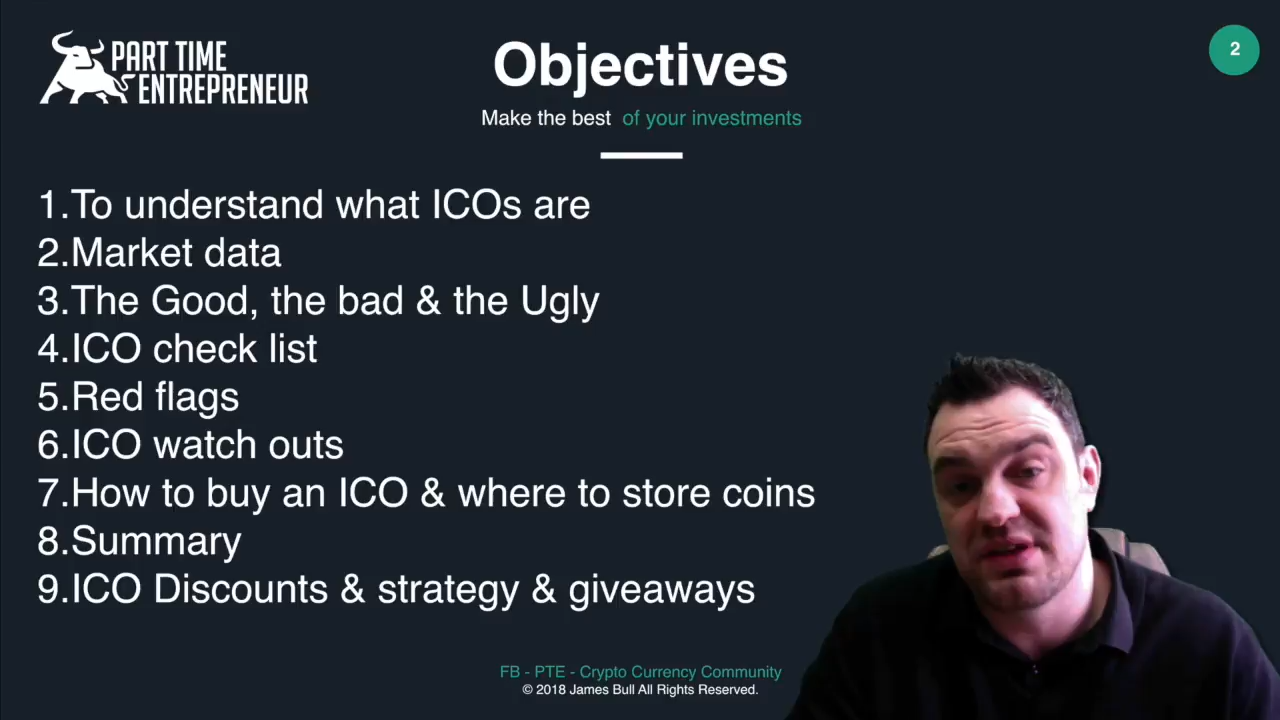 PART TIME
ENTREPRENEUR
Objectives
2
Make the best of your investments
1.To understand what ICOs are
2.Market data
3.The Good, the bad & the Ugly
4.ICO check list
5.Red flags
6.ICO watch outs
7.How to buy an ICO & where to store coins
8.Summary
9.ICO Discounts & strategy & giveaways
FB - PTE - Crypto Currency Community
© 2018 James Bull All Rights Reserved.